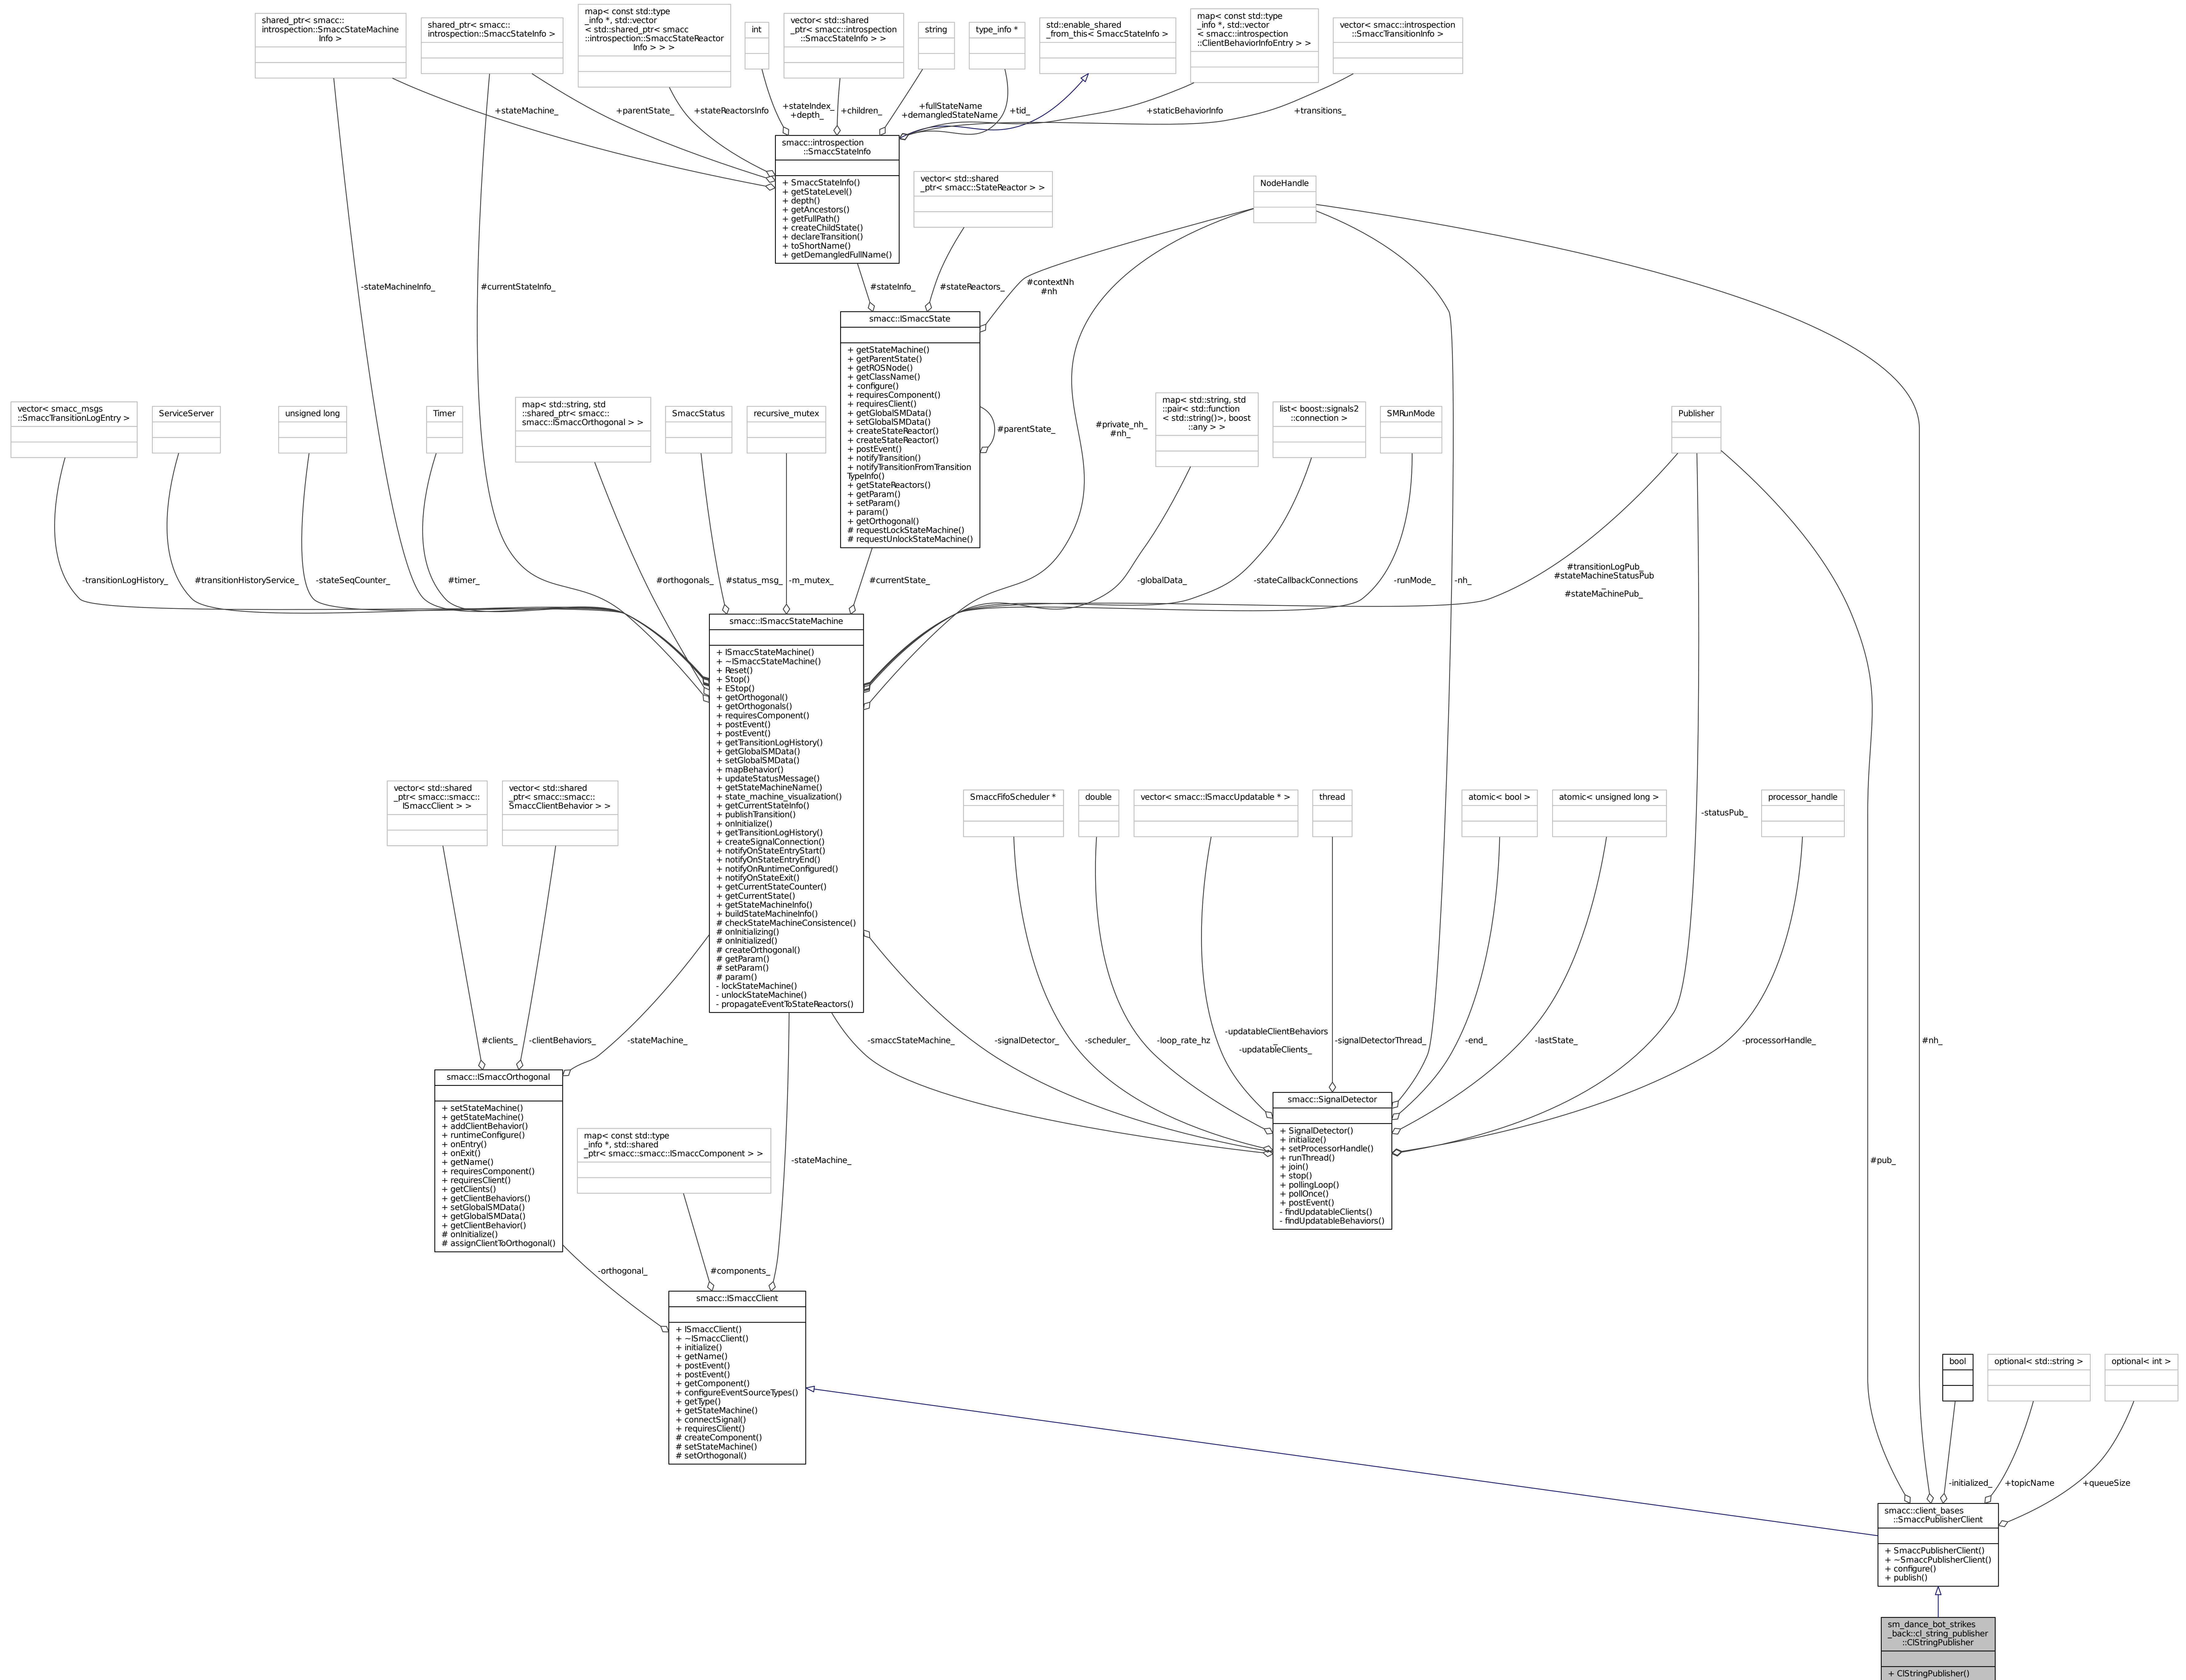 shared_ptr< smacc::
introspection::SmaccStateMachine
Info >
shared_ptr< smacc::
introspection::SmaccStateInfo >
map< const std::type
_info *, std::vector
< std::shared_ptr< smacc
::introspection::SmaccStateReactor
Info > > >
int
vector< std::shared
_ptr< smacc::introspection
::SmaccStateInfo > >
string
type_info *
std::enable_shared
_from_this< SmaccStateInfo >
map< const std::type
_info *, std::vector
< smacc::introspection
::ClientBehaviorInfoEntry > >
vector< smacc::introspection
::SmaccTransitionInfo >
+stateMachine_
+parentState_
+stateReactorsInfo
+stateIndex_
+depth_
+children_
+fullStateName
+demangledStateName
+tid_
+staticBehaviorInfo
+transitions_
smacc::introspection
::SmaccStateInfo
+ SmaccStateInfo()
+ getStateLevel()
+ depth()
+ getAncestors()
+ getFullPath()
+ createChildState()
+ declareTransition()
+ toShortName()
+ getDemangledFullName()
vector< std::shared
_ptr< smacc::StateReactor > >
NodeHandle
-stateMachineInfo_
#currentStateInfo_
#stateInfo_
#stateReactors_
#contextNh
#nh
smacc::ISmaccState
+ getStateMachine()
+ getParentState()
+ getROSNode()
+ getClassName()
+ configure()
+ requiresComponent()
+ requiresClient()
+ getGlobalSMData()
+ setGlobalSMData()
+ createStateReactor()
+ createStateReactor()
+ postEvent()
+ notifyTransition()
+ notifyTransitionFromTransition
TypeInfo()
+ getStateReactors()
+ getParam()
+ setParam()
+ param()
+ getOrthogonal()
# requestLockStateMachine()
# requestUnlockStateMachine()
#parentState_
vector< smacc_msgs
::SmaccTransitionLogEntry >
ServiceServer
unsigned long
Timer
map< std::string, std
::shared_ptr< smacc::
smacc::ISmaccOrthogonal > >
SmaccStatus
recursive_mutex
#private_nh_
#nh_
map< std::string, std
::pair< std::function
< std::string()>, boost
::any > >
list< boost::signals2
::connection >
SMRunMode
Publisher
-transitionLogHistory_
#transitionHistoryService_
-stateSeqCounter_
#timer_
#orthogonals_
#status_msg_
-m_mutex_
#currentState_
-globalData_
-stateCallbackConnections
-runMode_
-nh_
#transitionLogPub_
#stateMachineStatusPub
_
#stateMachinePub_
smacc::ISmaccStateMachine
+ ISmaccStateMachine()
+ ~ISmaccStateMachine()
+ Reset()
+ Stop()
+ EStop()
+ getOrthogonal()
+ getOrthogonals()
+ requiresComponent()
+ postEvent()
+ postEvent()
+ getTransitionLogHistory()
+ getGlobalSMData()
+ setGlobalSMData()
+ mapBehavior()
+ updateStatusMessage()
+ getStateMachineName()
+ state_machine_visualization()
+ getCurrentStateInfo()
+ publishTransition()
+ onInitialize()
+ getTransitionLogHistory()
+ createSignalConnection()
+ notifyOnStateEntryStart()
+ notifyOnStateEntryEnd()
+ notifyOnRuntimeConfigured()
+ notifyOnStateExit()
+ getCurrentStateCounter()
+ getCurrentState()
+ getStateMachineInfo()
+ buildStateMachineInfo()
# checkStateMachineConsistence()
# onInitializing()
# onInitialized()
# createOrthogonal()
# getParam()
# setParam()
# param()
- lockStateMachine()
- unlockStateMachine()
- propagateEventToStateReactors()
vector< std::shared
_ptr< smacc::smacc::
ISmaccClient > >
vector< std::shared
_ptr< smacc::smacc::
SmaccClientBehavior > >
SmaccFifoScheduler *
double
vector< smacc::ISmaccUpdatable * >
thread
atomic< bool >
atomic< unsigned long >
-statusPub_
processor_handle
#clients_
-clientBehaviors_
-stateMachine_
-smaccStateMachine_
-signalDetector_
-scheduler_
-loop_rate_hz
-updatableClientBehaviors
_
-updatableClients_
-signalDetectorThread_
-end_
-lastState_
-processorHandle_
#nh_
smacc::ISmaccOrthogonal
+ setStateMachine()
+ getStateMachine()
+ addClientBehavior()
+ runtimeConfigure()
+ onEntry()
+ onExit()
+ getName()
+ requiresComponent()
+ requiresClient()
+ getClients()
+ getClientBehaviors()
+ setGlobalSMData()
+ getGlobalSMData()
+ getClientBehavior()
# onInitialize()
# assignClientToOrthogonal()
smacc::SignalDetector
+ SignalDetector()
+ initialize()
+ setProcessorHandle()
+ runThread()
+ join()
+ stop()
+ pollingLoop()
+ pollOnce()
+ postEvent()
- findUpdatableClients()
- findUpdatableBehaviors()
map< const std::type
_info *, std::shared
_ptr< smacc::smacc::ISmaccComponent > >
-stateMachine_
#pub_
-orthogonal_
#components_
smacc::ISmaccClient
+ ISmaccClient()
+ ~ISmaccClient()
+ initialize()
+ getName()
+ postEvent()
+ postEvent()
+ getComponent()
+ configureEventSourceTypes()
+ getType()
+ getStateMachine()
+ connectSignal()
+ requiresClient()
# createComponent()
# setStateMachine()
# setOrthogonal()
bool
optional< std::string >
optional< int >
-initialized_
+topicName
+queueSize
smacc::client_bases
::SmaccPublisherClient
+ SmaccPublisherClient()
+ ~SmaccPublisherClient()
+ configure()
+ publish()
sm_dance_bot_strikes
_back::cl_string_publisher
::ClStringPublisher
+ ClStringPublisher()